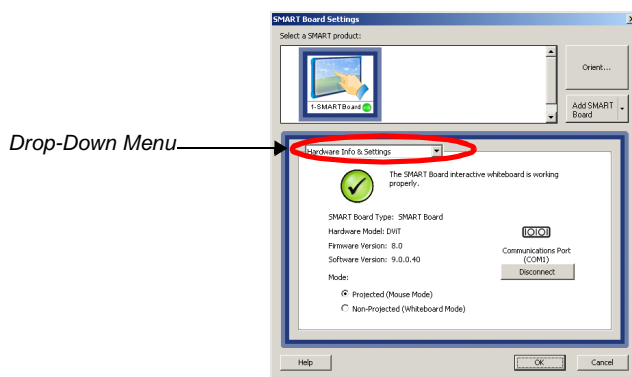 SMART Board Settings
Select a SMART product:
1-SMARTBoard
Orient...
Add SMART
Board
Drop-Down Menu
Hardware Info & Settings
The SMART Board interactive whiteboard is working
properly.
SMART Board Type: SMART Board
Hardware Model: DViT
Firmware Version: 8.0
Software Version: 9.0.0.40
Communications Port
(COM1)
Disconnect
Mode:
Projected (Mouse Mode)
Non-Projected (Whiteboard Mode)
Help
OK
Cancel